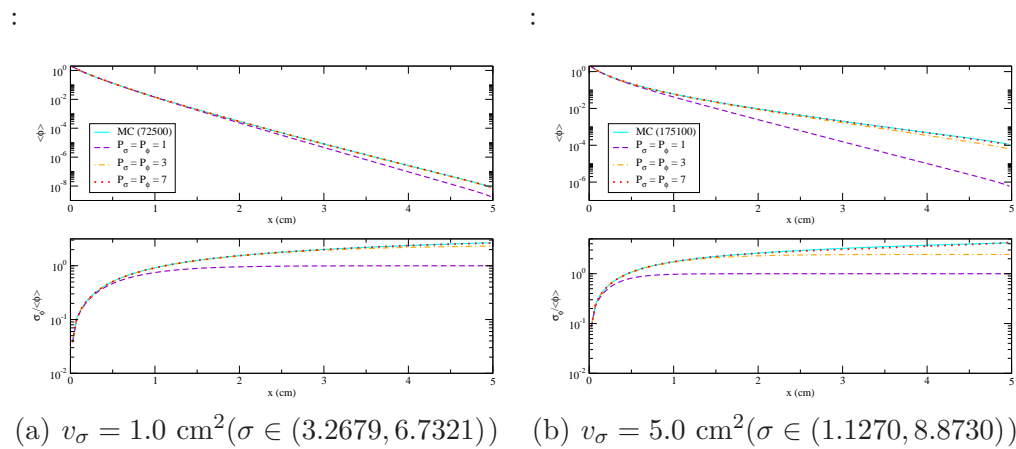 :
:
10^0
10^-2
10^-4
10^-6
10^-8
<ϕ>
MC (72500)
P_σ = P_ϕ = 1
P_σ = P_ϕ = 3
P_σ = P_ϕ = 7
0 1 2 3 4 5
x (cm)
10^0
10^-1
10^-2
σ_ϕ/<ϕ>
0 1 2 3 4 5
x (cm)
(a) v_σ = 1.0 cm²(σ ∈ (3.2679, 6.7321))
10^0
10^-2
10^-4
10^-6
<ϕ>
MC (175100)
P_σ = P_ϕ = 1
P_σ = P_ϕ = 3
P_σ = P_ϕ = 7
0 1 2 3 4 5
x (cm)
10^0
10^-1
10^-2
σ_ϕ/<ϕ>
0 1 2 3 4 5
x (cm)
(b) v_σ = 5.0 cm²(σ ∈ (1.1270, 8.8730))